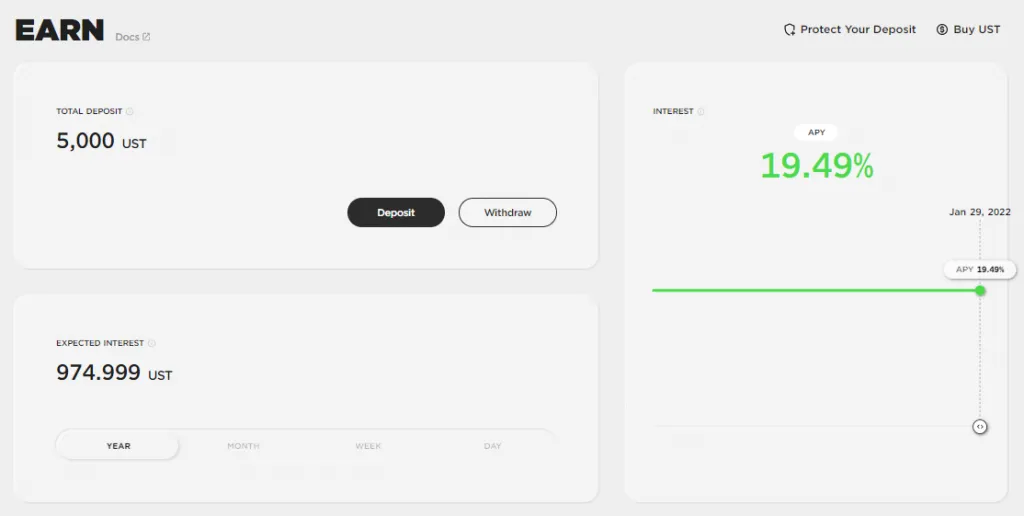 EARN Docs
Protect Your Deposit Buy UST
TOTAL DEPOSIT
5,000 UST
Deposit Withdraw
EXPECTED INTEREST
974.999 UST
YEAR MONTH WEEK DAY
INTEREST
APY
19.49%
Jan 29, 2022
APY 19.49%